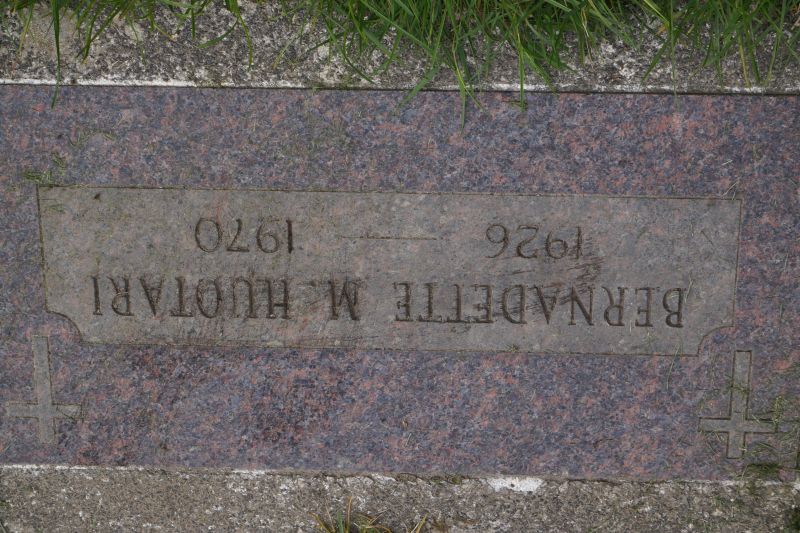 BERNADETTE M. HUOTARI
1926 — 1970